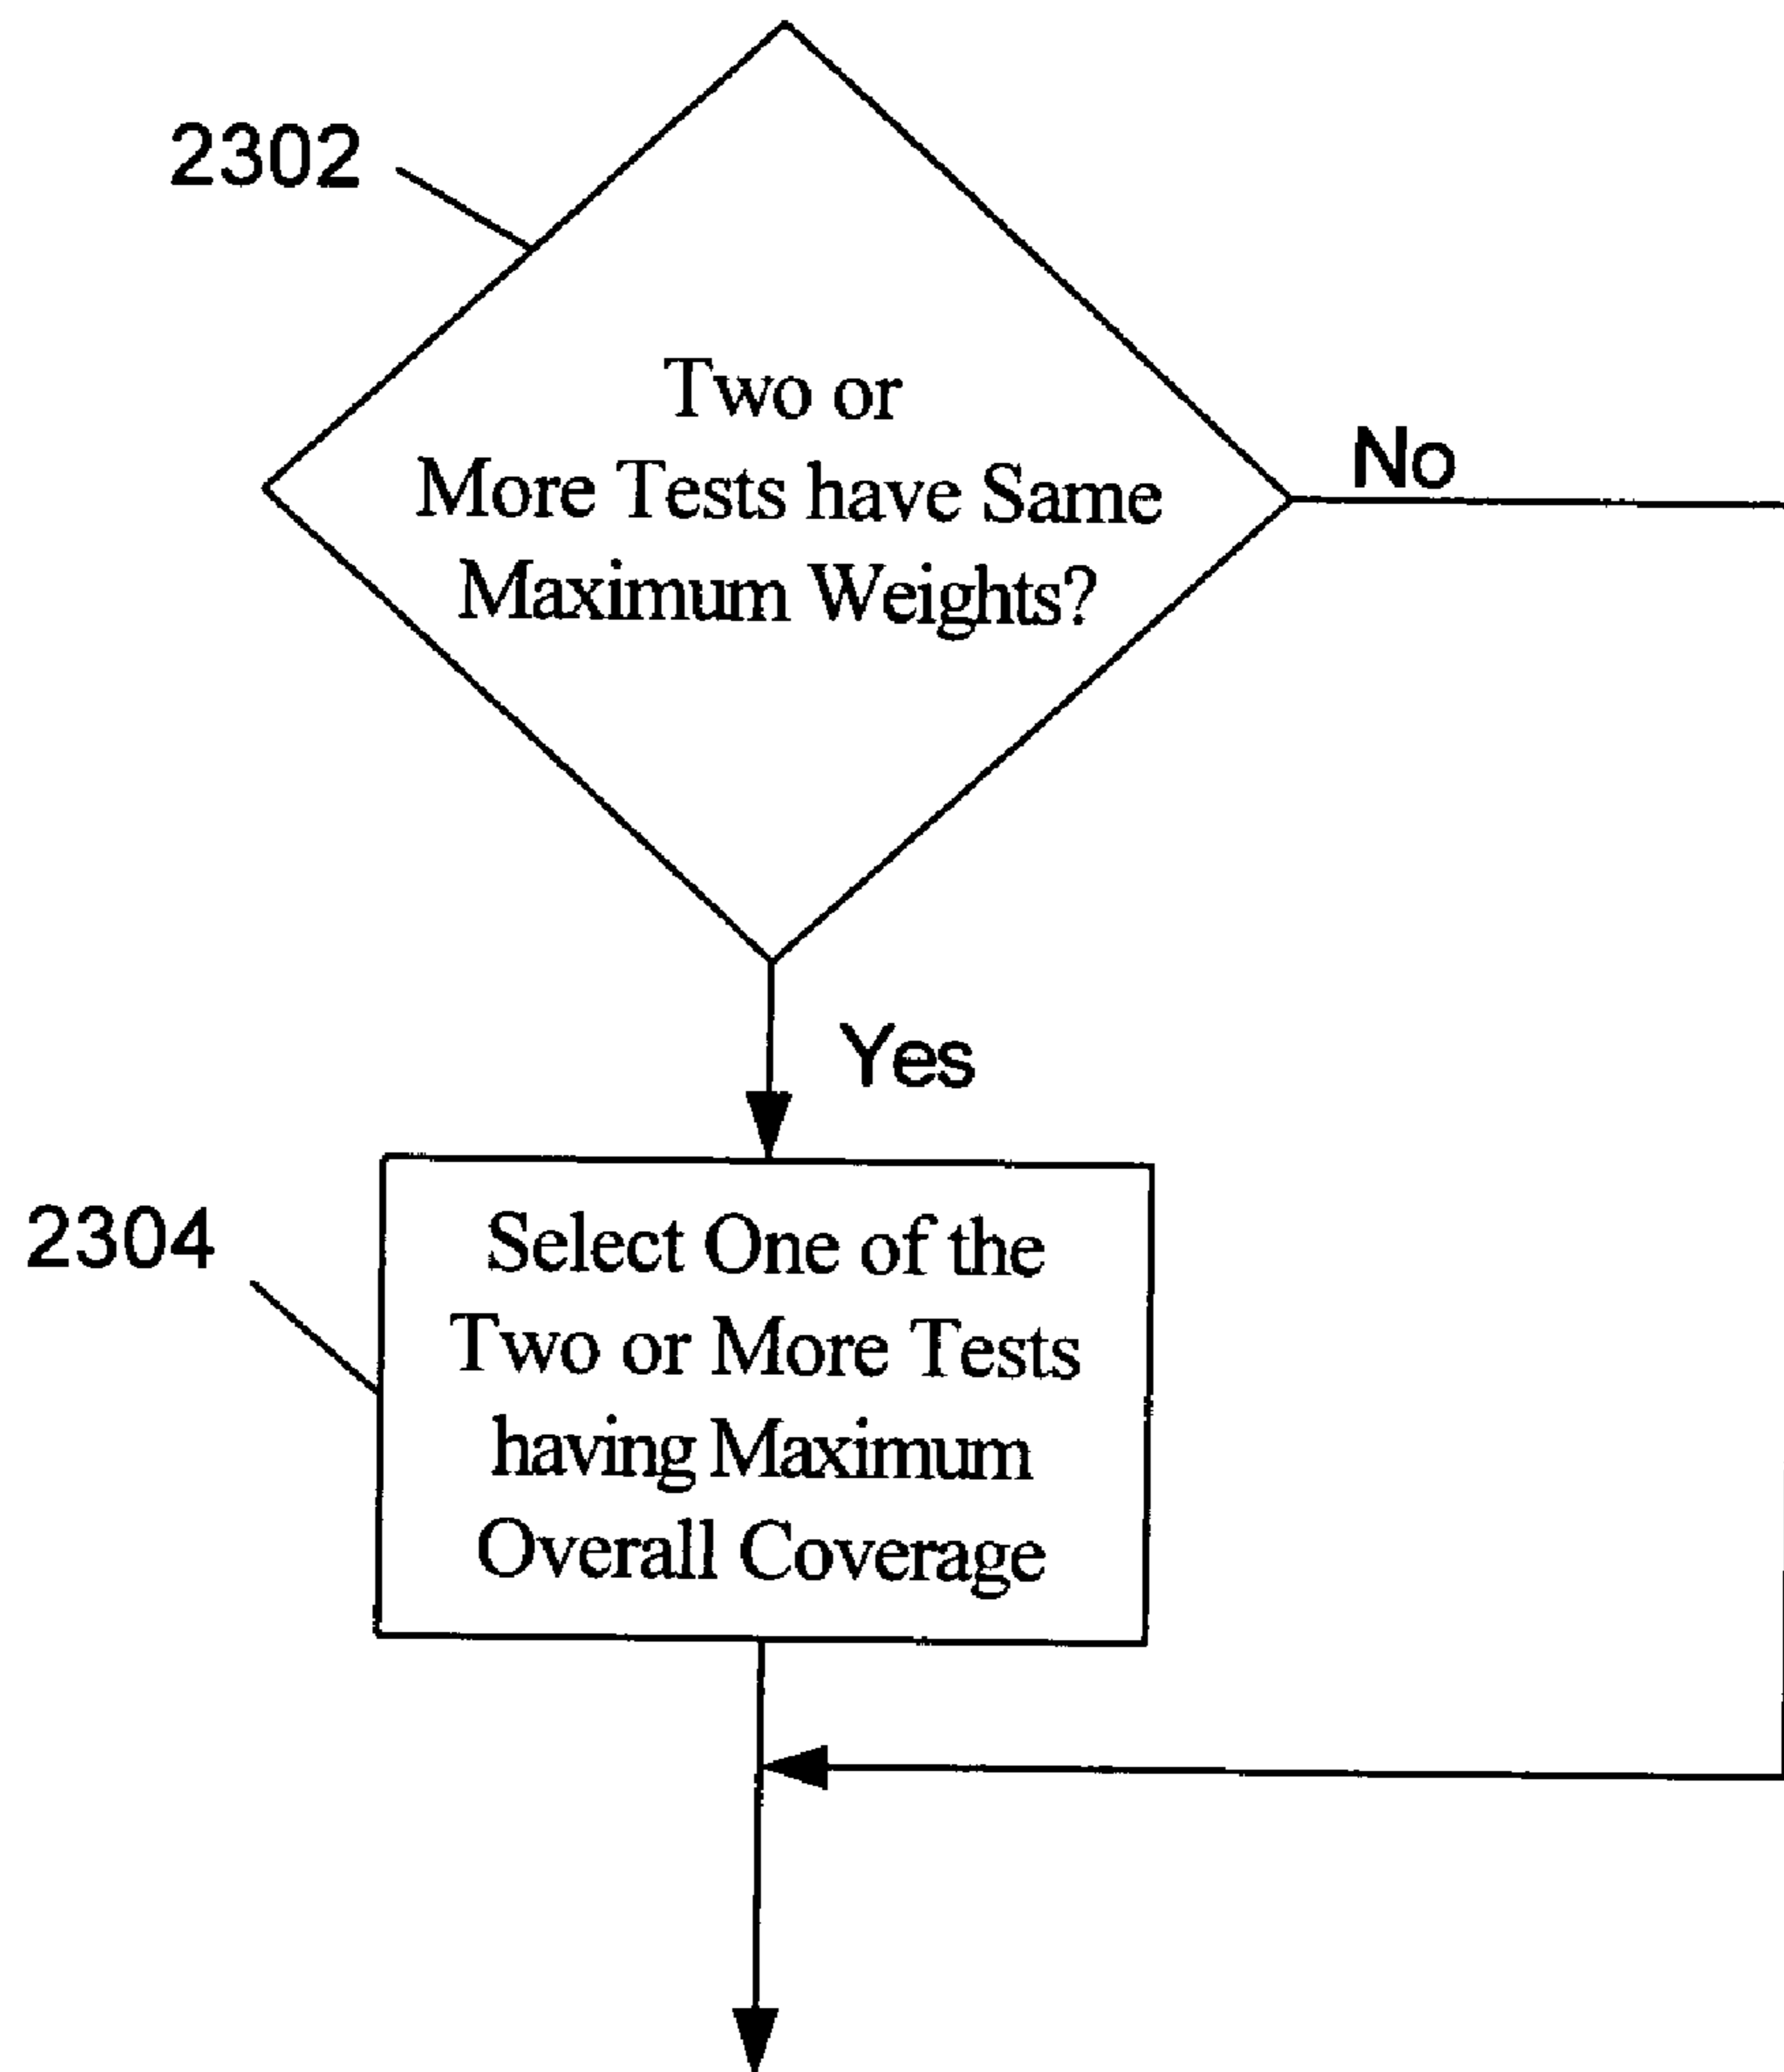 2302
Two or
More Tests have Same
Maximum Weights?
No
Yes
2304
Select One of the
Two or More Tests
having Maximum
Overall Coverage